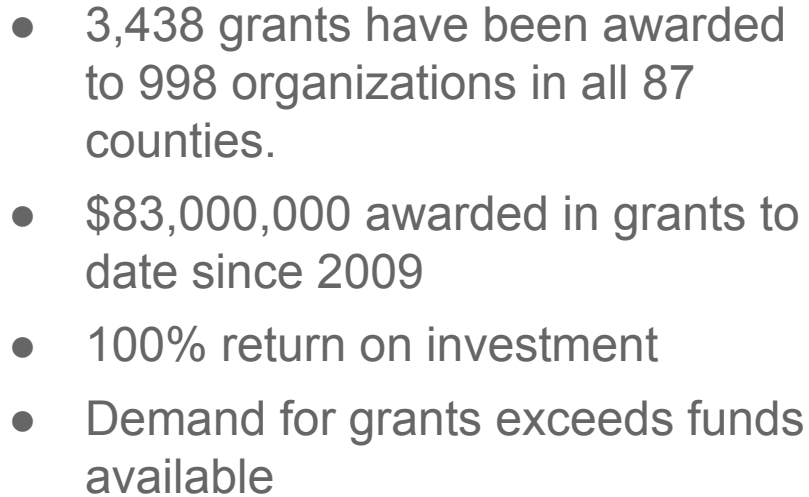 ● 3,438 grants have been awarded
to 998 organizations in all 87
counties.
● $83,000,000 awarded in grants to
date since 2009
● 100% return on investment
● Demand for grants exceeds funds
available